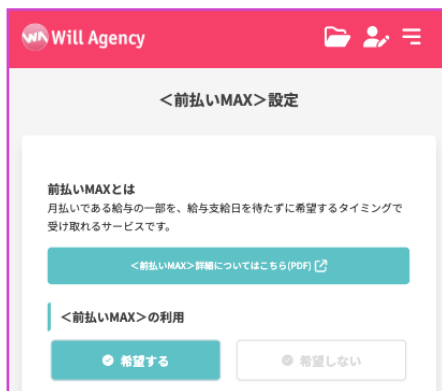 WA Will Agency
<前払いMAX>設定
前払いMAXとは
月払いである給与の一部を、給与支給日を待たずに希望するタイミングで
受け取れるサービスです。
<前払いMAX>詳細についてはこちら(PDF)
<前払いMAX>の利用
希望する 希望しない